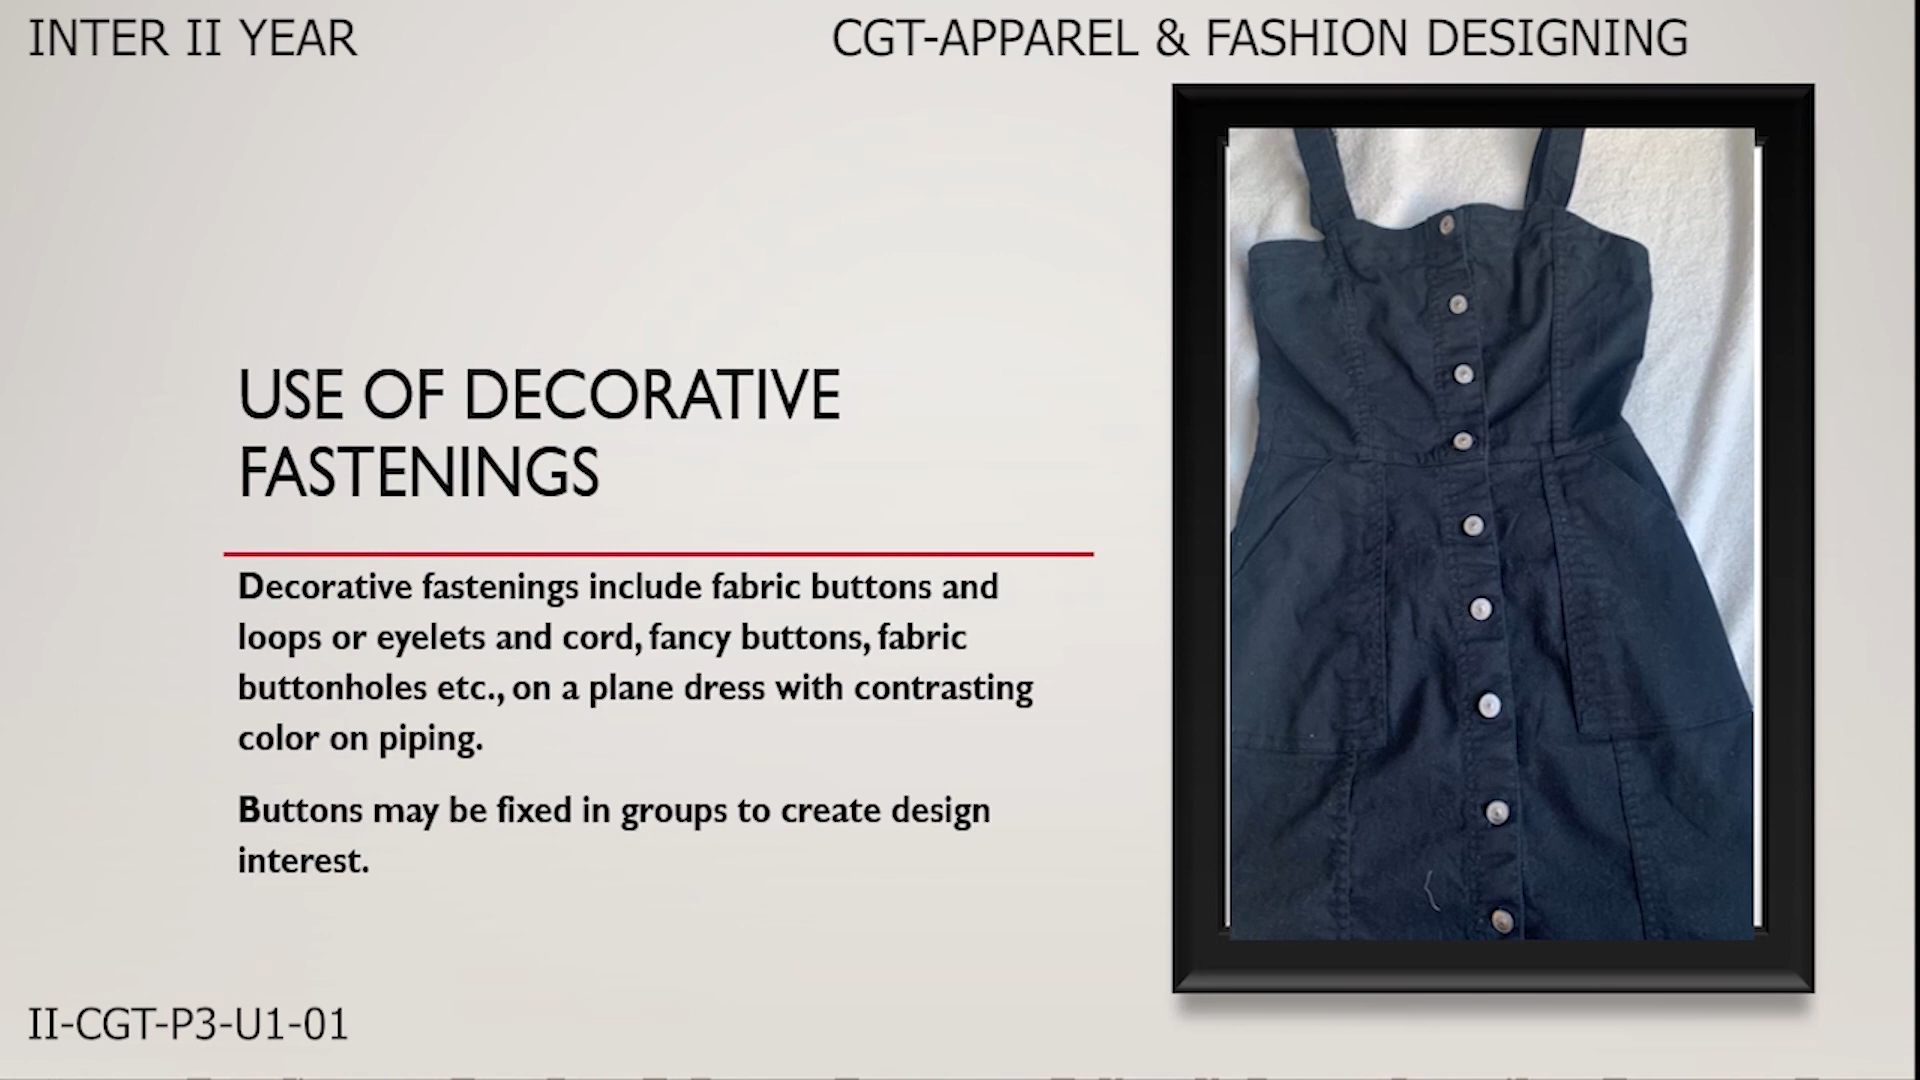 INTER II YEAR
CGT-APPAREL & FASHION DESIGNING
USE OF DECORATIVE
FASTENINGS
Decorative fastenings include fabric buttons and
loops or eyelets and cord, fancy buttons, fabric
buttonholes etc., on a plane dress with contrasting
color on piping.
Buttons may be fixed in groups to create design
interest.
II-CGT-P3-U1-01